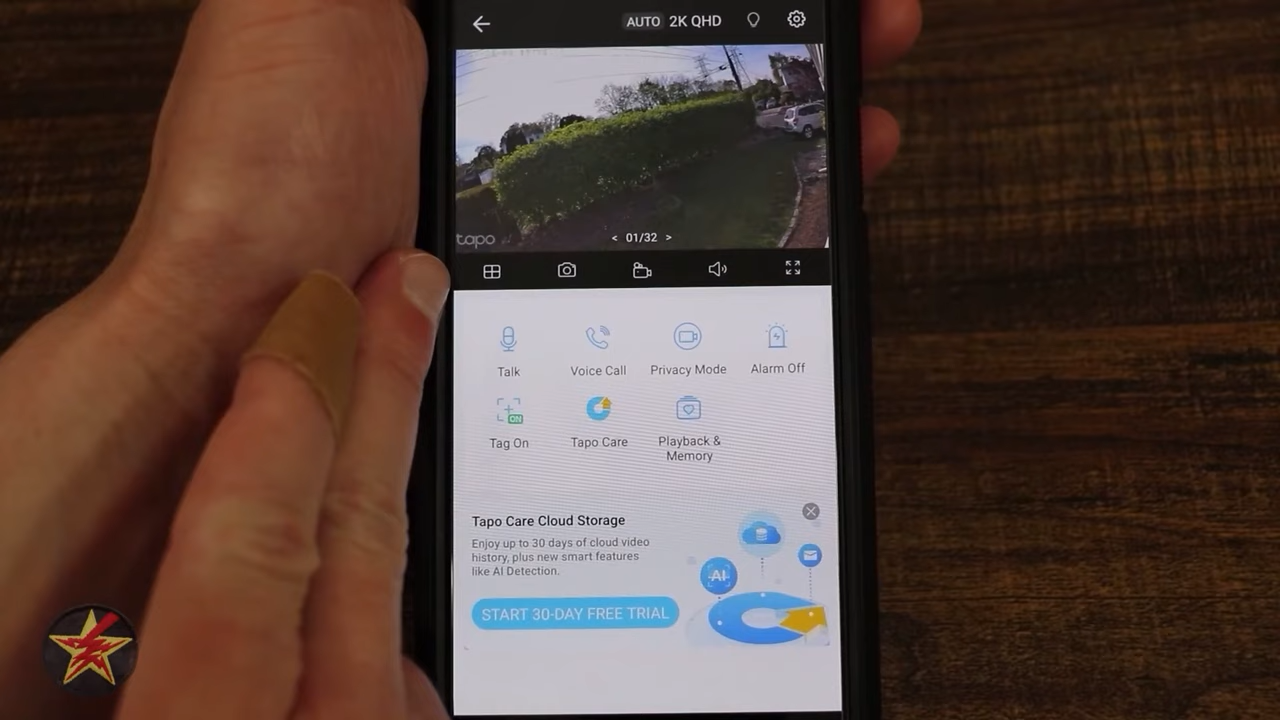 AUTO 2K QHD
tapo
< 01/32 >
Talk
Voice Call
Privacy Mode
Alarm Off
ON
Tag On
Tapo Care
Playback &
Memory
Tapo Care Cloud Storage
Enjoy up to 30 days of cloud video
history, plus new smart features
like AI Detection.
AI
START 30-DAY FREE TRIAL